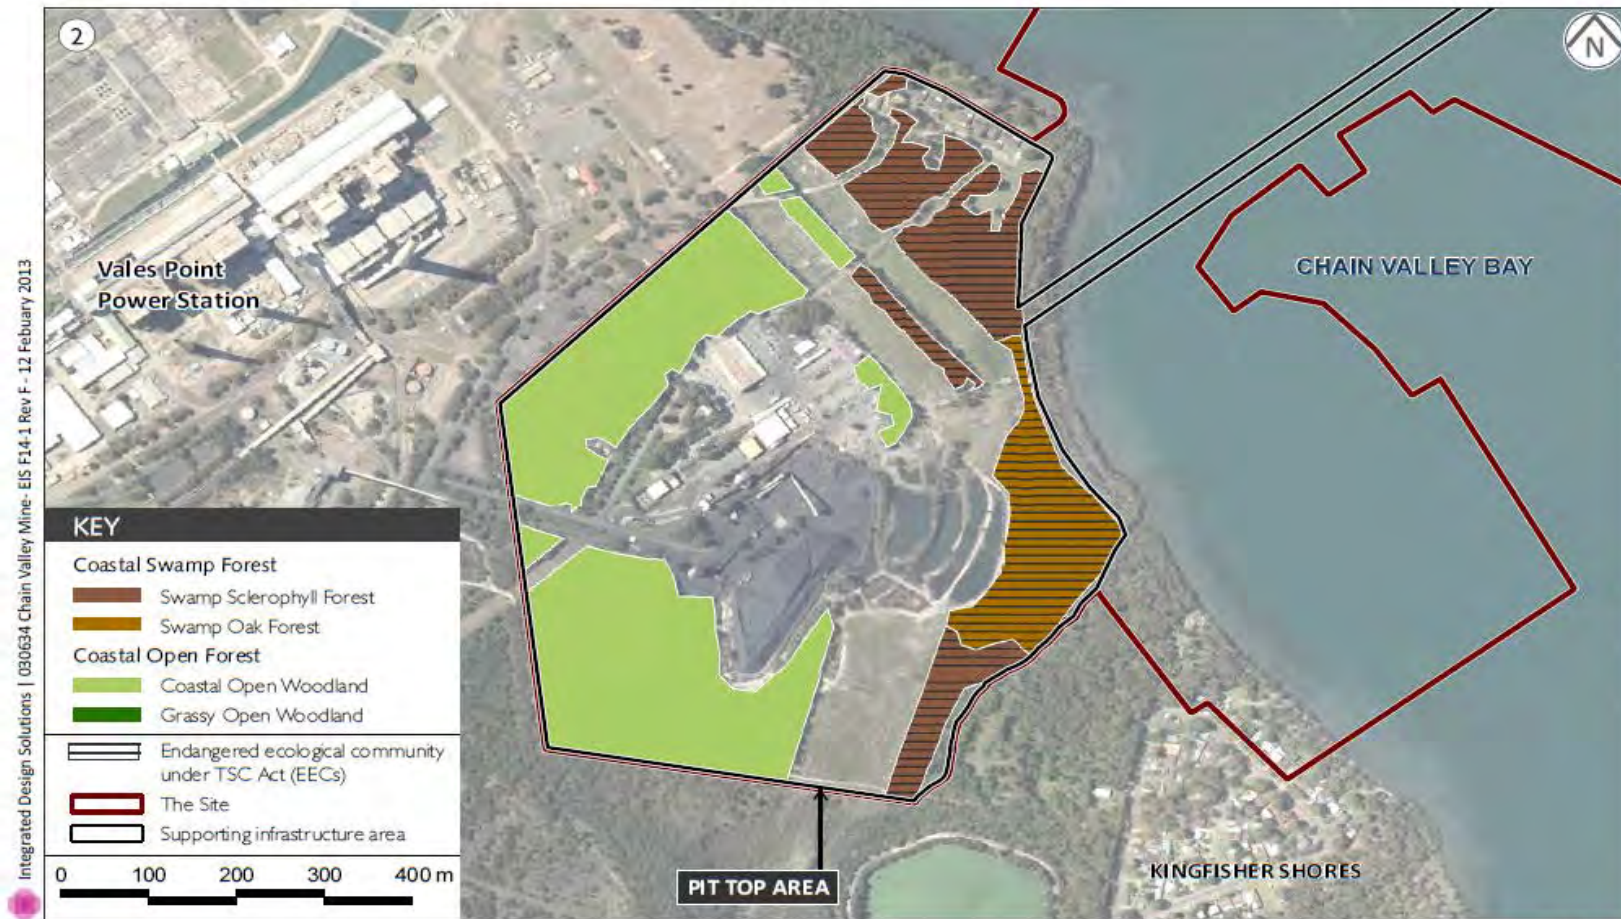 2
N
Vales Point
Power Station
CHAIN VALLEY BAY
KEY
Coastal Swamp Forest
Swamp Sclerophyll Forest
Swamp Oak Forest
Coastal Open Forest
Coastal Open Woodland
Grassy Open Woodland
Endangered ecological community
under TSC Act (EECs)
The Site
Supporting infrastructure area
0 100 200 300 400 m
PIT TOP AREA
KINGFISHER SHORES
Integrated Design Solutions | 030634 Chain Valley Mine- EIS F14-1 Rev F - 12 Febuary 2013